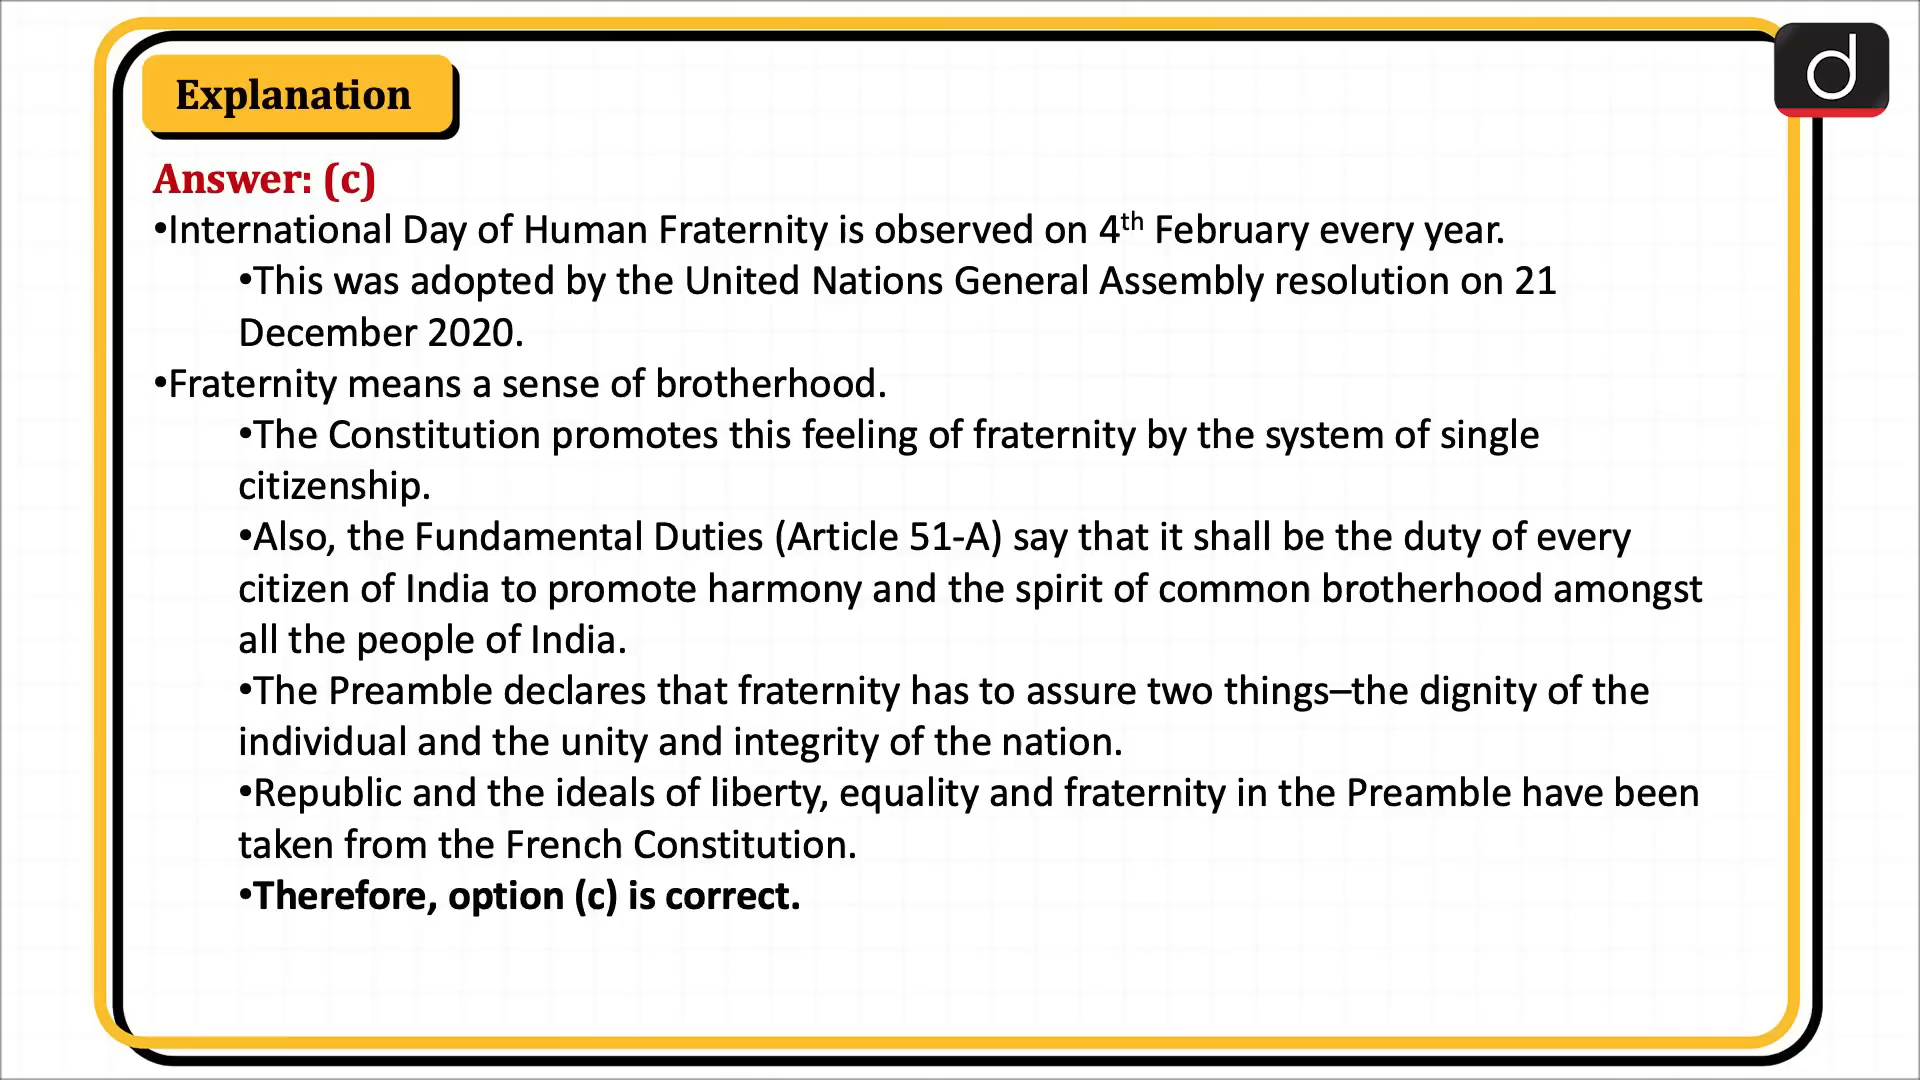 Explanation
d
Answer: (c)
•International Day of Human Fraternity is observed on 4th February every year.
•This was adopted by the United Nations General Assembly resolution on 21
December 2020.
•Fraternity means a sense of brotherhood.
•The Constitution promotes this feeling of fraternity by the system of single
citizenship.
•Also, the Fundamental Duties (Article 51-A) say that it shall be the duty of every
citizen of India to promote harmony and the spirit of common brotherhood amongst
all the people of India.
•The Preamble declares that fraternity has to assure two things–the dignity of the
individual and the unity and integrity of the nation.
•Republic and the ideals of liberty, equality and fraternity in the Preamble have been
taken from the French Constitution.
•Therefore, option (c) is correct.